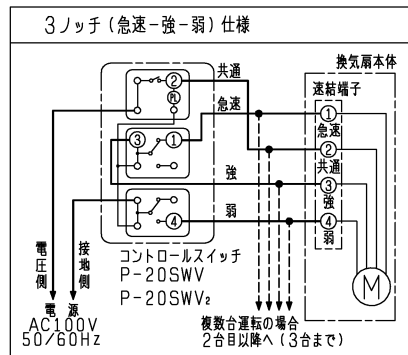 3ノッチ(急速-強-弱)仕様
換気扇本体
共通
速結端子
②
PL
急速
①
急速
③
①
②
共通
強
③
強
弱
④
④
弱
コントロールスイッチ
P-20SWV
P-20SWV₂
M
電圧側
接地側
電源
AC100V
50/60Hz
複数台運転の場合
2台目以降へ(3台まで)